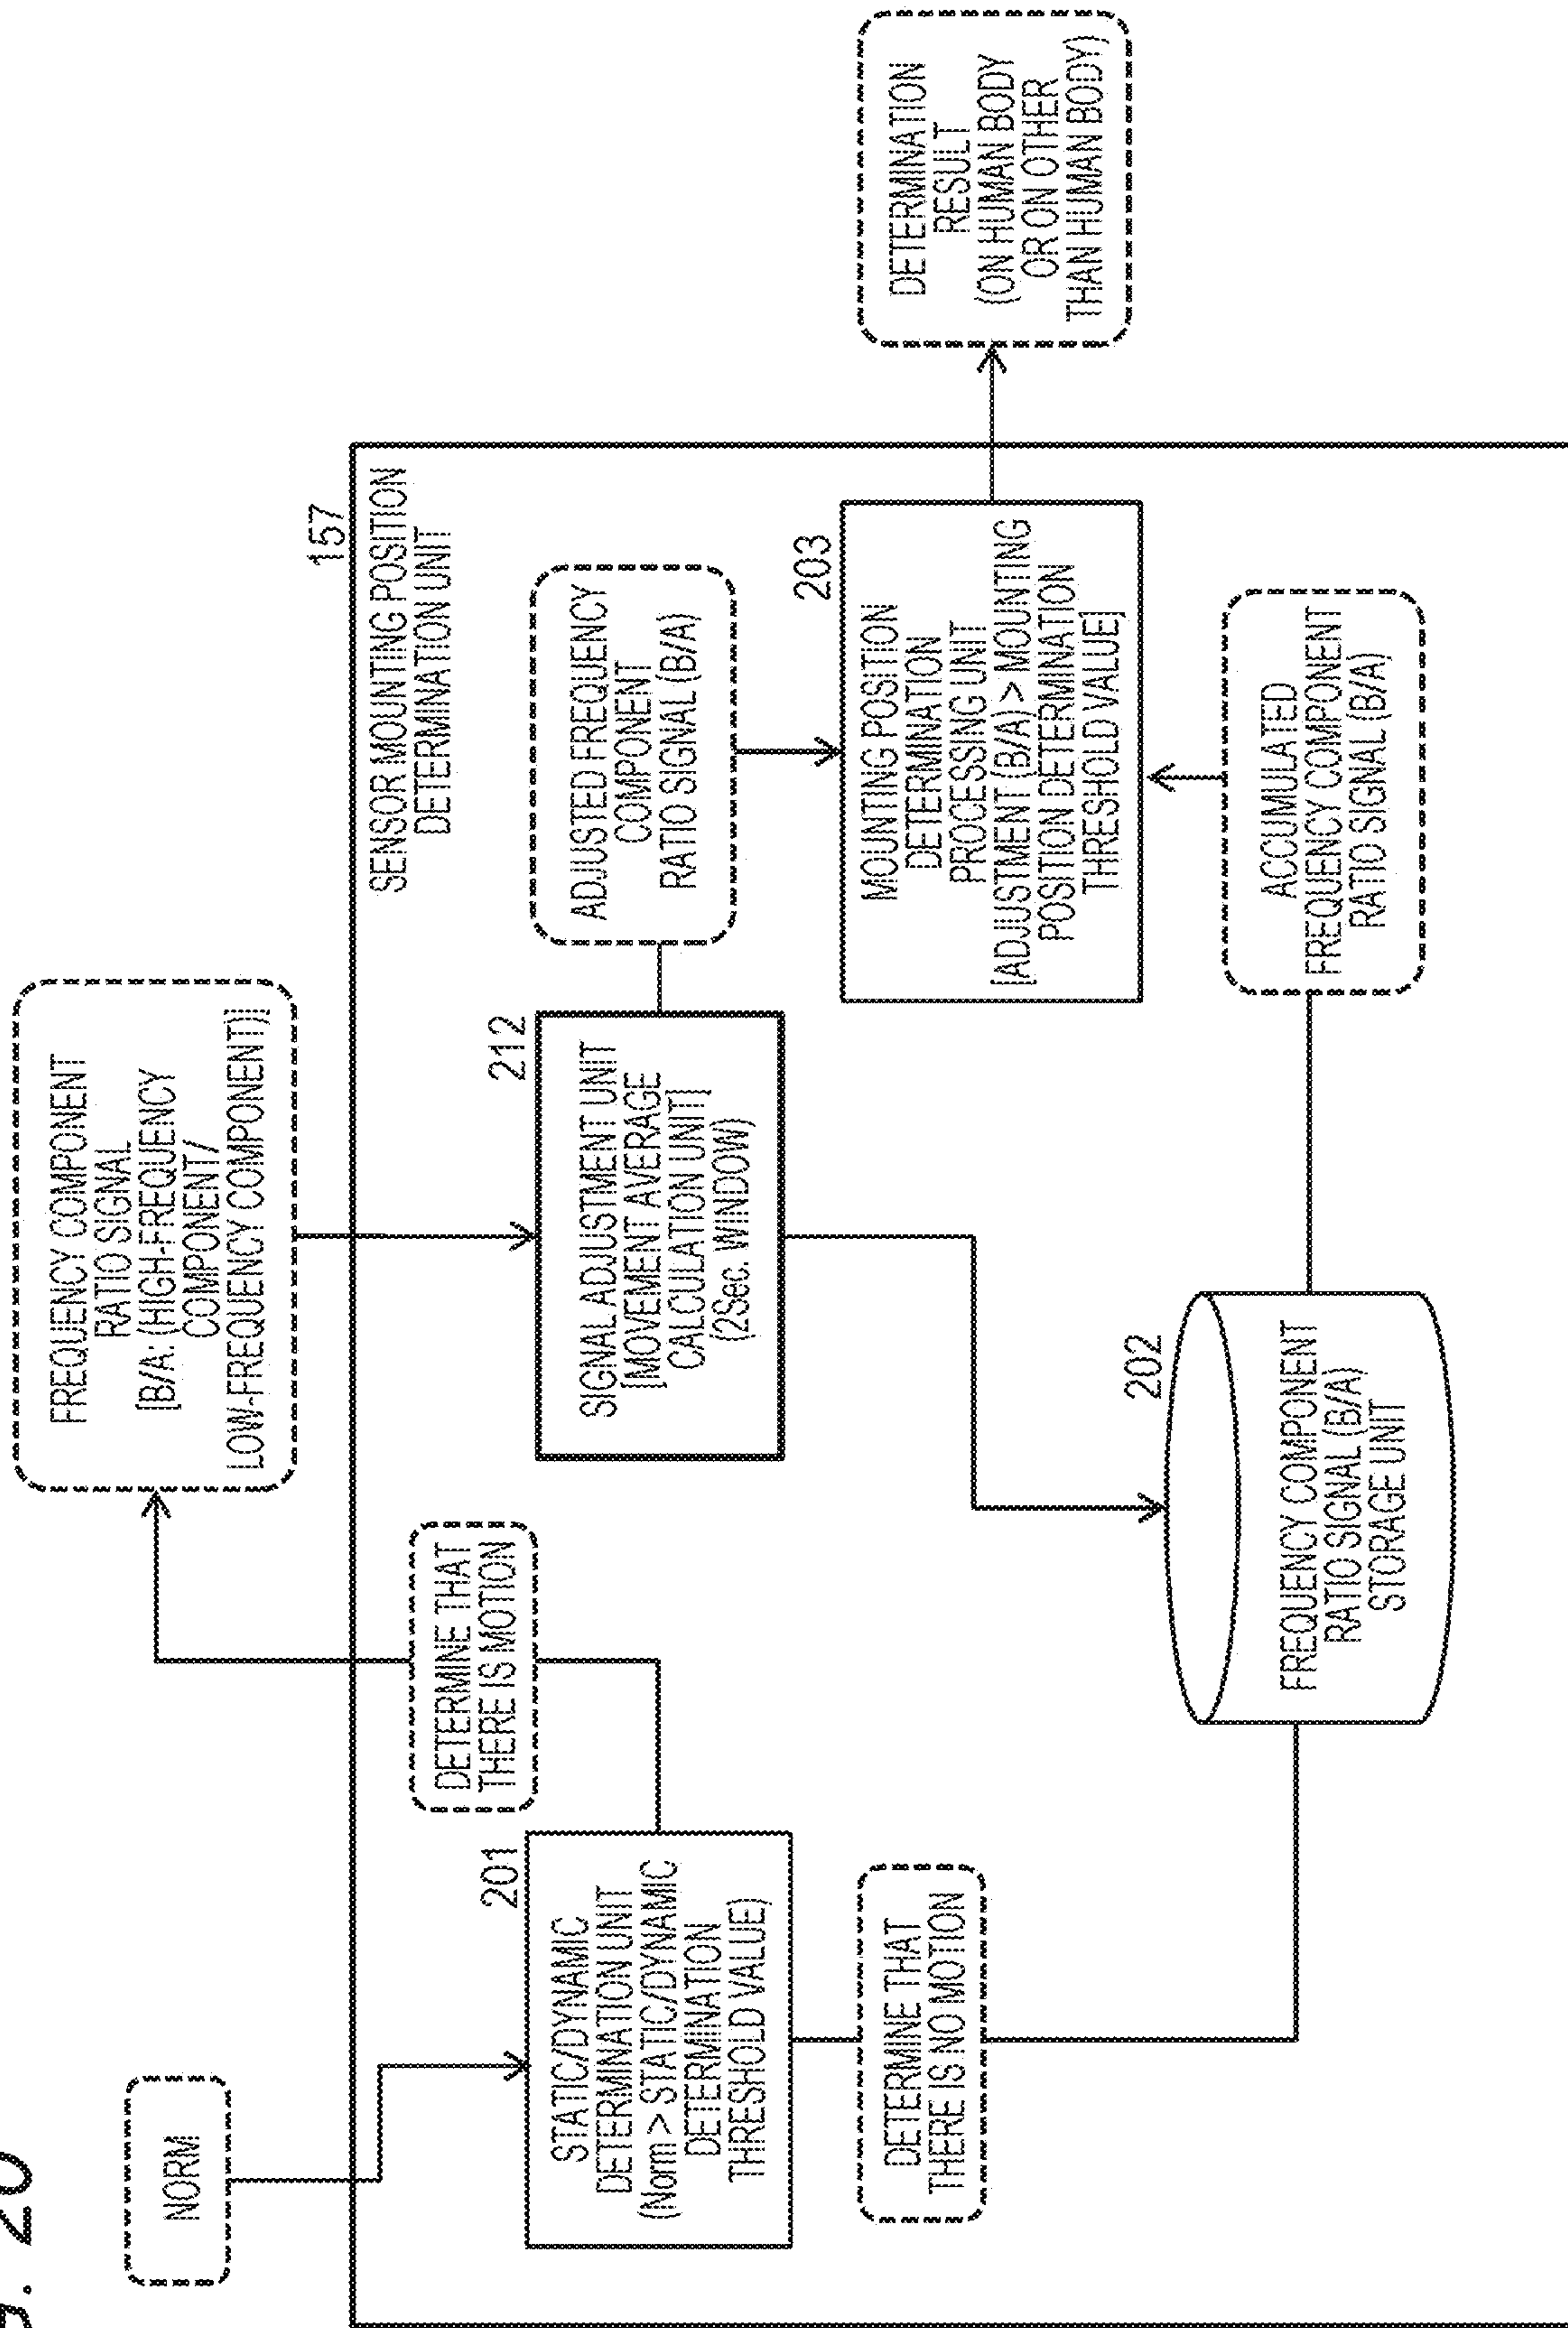 g. 20
NORM
FREQUENCY COMPONENT
RATIO SIGNAL
[B/A: (HIGH-FREQUENCY
COMPONENT/
LOW-FREQUENCY COMPONENT)]
157
SENSOR MOUNTING POSITION
DETERMINATION UNIT
DETERMINE THAT
THERE IS MOTION
201
STATIC/DYNAMIC
DETERMINATION UNIT
(Norm > STATIC/DYNAMIC
DETERMINATION
THRESHOLD VALUE)
212
SIGNAL ADJUSTMENT UNIT
[MOVEMENT AVERAGE
CALCULATION UNIT]
(2Sec. WINDOW)
ADJUSTED FREQUENCY
COMPONENT
RATIO SIGNAL (B/A)
203
MOUNTING POSITION
DETERMINATION
PROCESSING UNIT
[ADJUSTMENT (B/A) > MOUNTING
POSITION DETERMINATION
THRESHOLD VALUE]
DETERMINATION
RESULT
(ON HUMAN BODY
OR ON OTHER
THAN HUMAN BODY)
DETERMINE THAT
THERE IS NO MOTION
202
FREQUENCY COMPONENT
RATIO SIGNAL (B/A)
STORAGE UNIT
ACCUMULATED
FREQUENCY COMPONENT
RATIO SIGNAL (B/A)